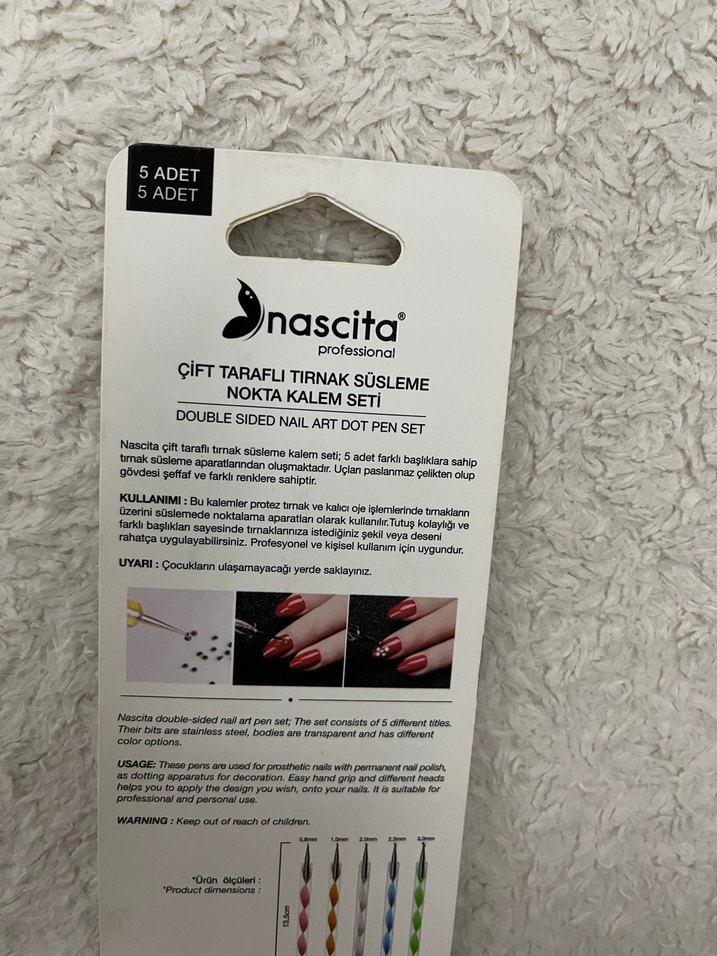 5 ADET
5 ADET
nascita®
professional
ÇİFT TARAFLI TIRNAK SÜSLEME
NOKTA KALEM SETİ
DOUBLE SIDED NAIL ART DOT PEN SET
Nascita çift taraflı tırnak süsleme kalem seti; 5 adet farklı başlıklara sahip
tırnak süsleme aparatlarından oluşmaktadır. Uçları paslanmaz çelikten olup
gövdesi şeffaf ve farklı renklere sahiptir.
KULLANIMI : Bu kalemler protez tırnak ve kalıcı oje işlemlerinde tırnakların
üzerini süslemede noktalama aparatları olarak kullanılır.Tutuş kolaylığı ve
farklı başlıkları sayesinde tırnaklarınıza istediğiniz şekil veya deseni
rahatça uygulayabilirsiniz. Profesyonel ve kişisel kullanım için uygundur.
UYARI : Çocukların ulaşamayacağı yerde saklayınız.
Nascita double-sided nail art pen set; The set consists of 5 different titles.
Their bits are stainless steel, bodies are transparent and has different
color options.
USAGE: These pens are used for prosthetic nails with permanent nail polish,
as dotting apparatus for decoration. Easy hand grip and different heads
helps you to apply the design you wish, onto your nails. It is suitable for
professional and personal use.
WARNING : Keep out of reach of children.
0,8mm 1,0mm 2,0mm 2,5mm 3,0mm
*Ürün ölçüleri :
*Product dimensions :
13,5cm